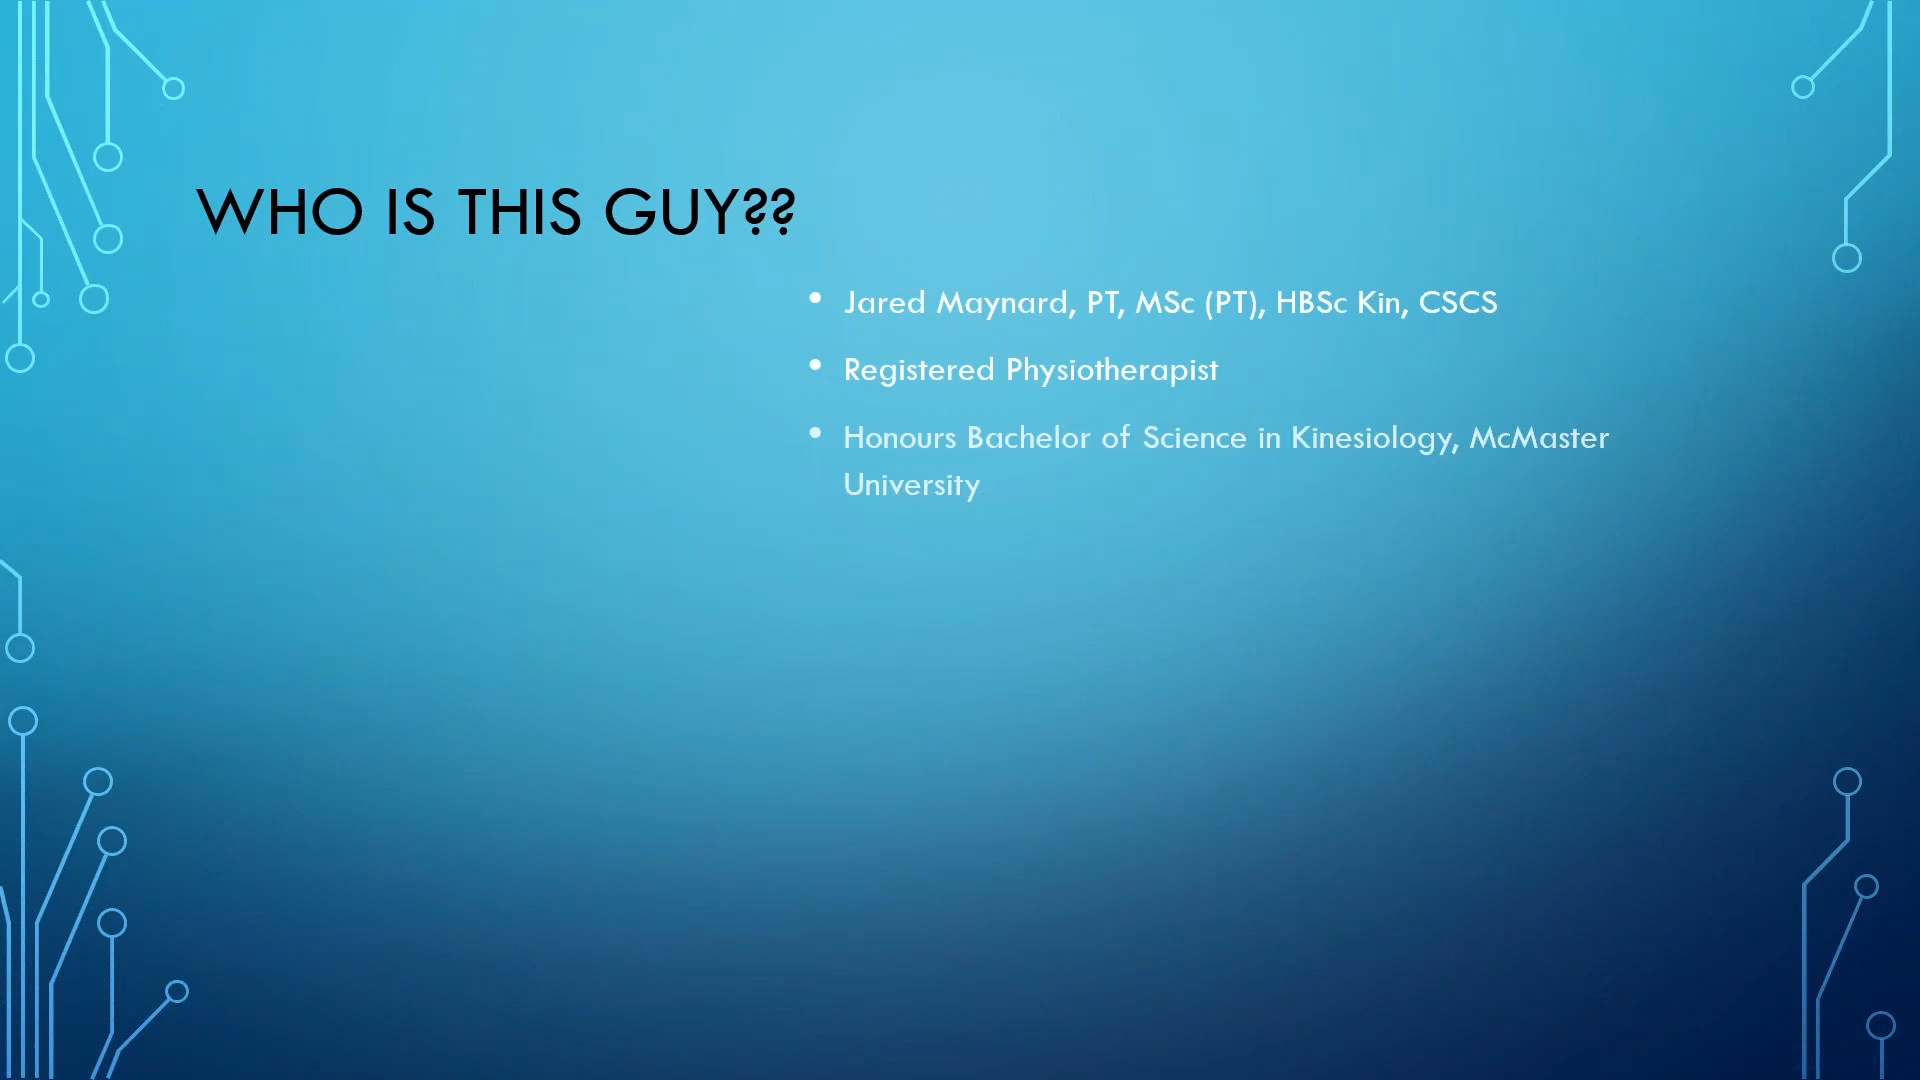 WHO IS THIS GUY??
• Jared Maynard, PT, MSc (PT), HBSc Kin, CSCS
• Registered Physiotherapist
• Honours Bachelor of Science in Kinesiology, McMaster
University